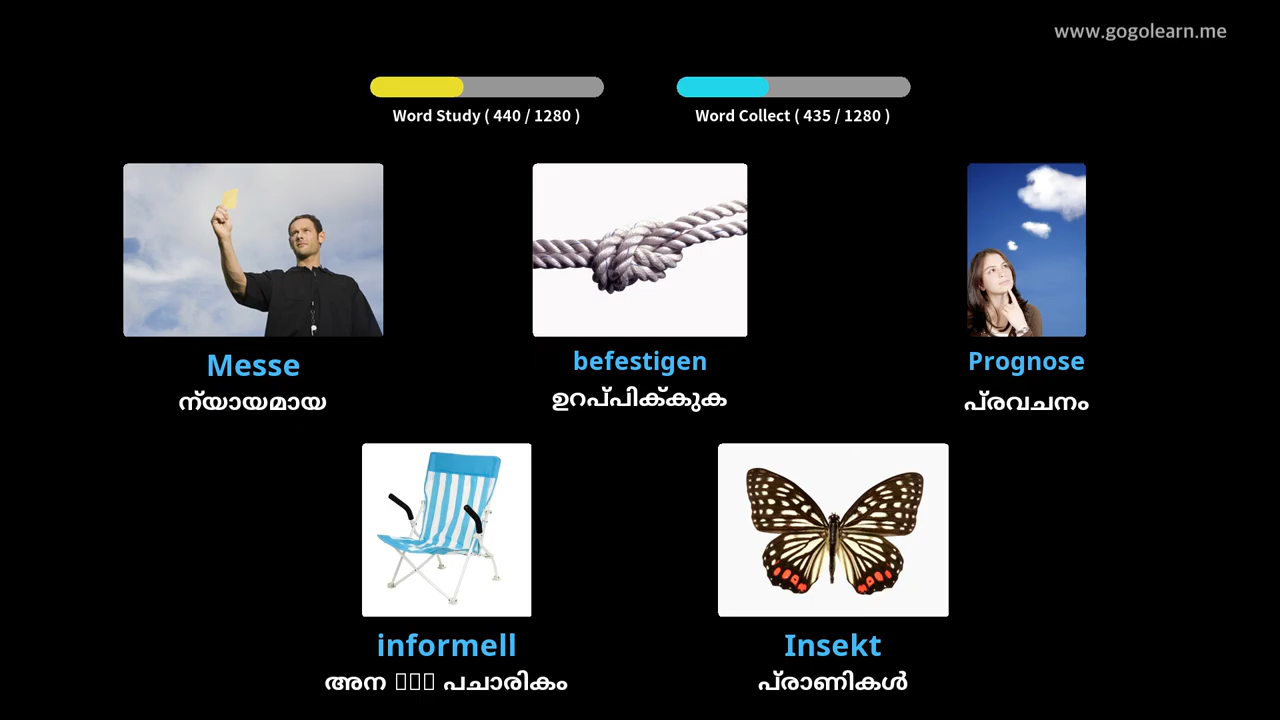 www.gogolearn.me
Word Study ( 440 / 1280 )
Word Collect ( 435 / 1280 )
Messe
ന്യായമായ
befestigen
ഉറപ്പിക്കുക
Prognose
പ്രവചനം
informell
അന □□□ പചാരികം
Insekt
പ്രാണികൾ